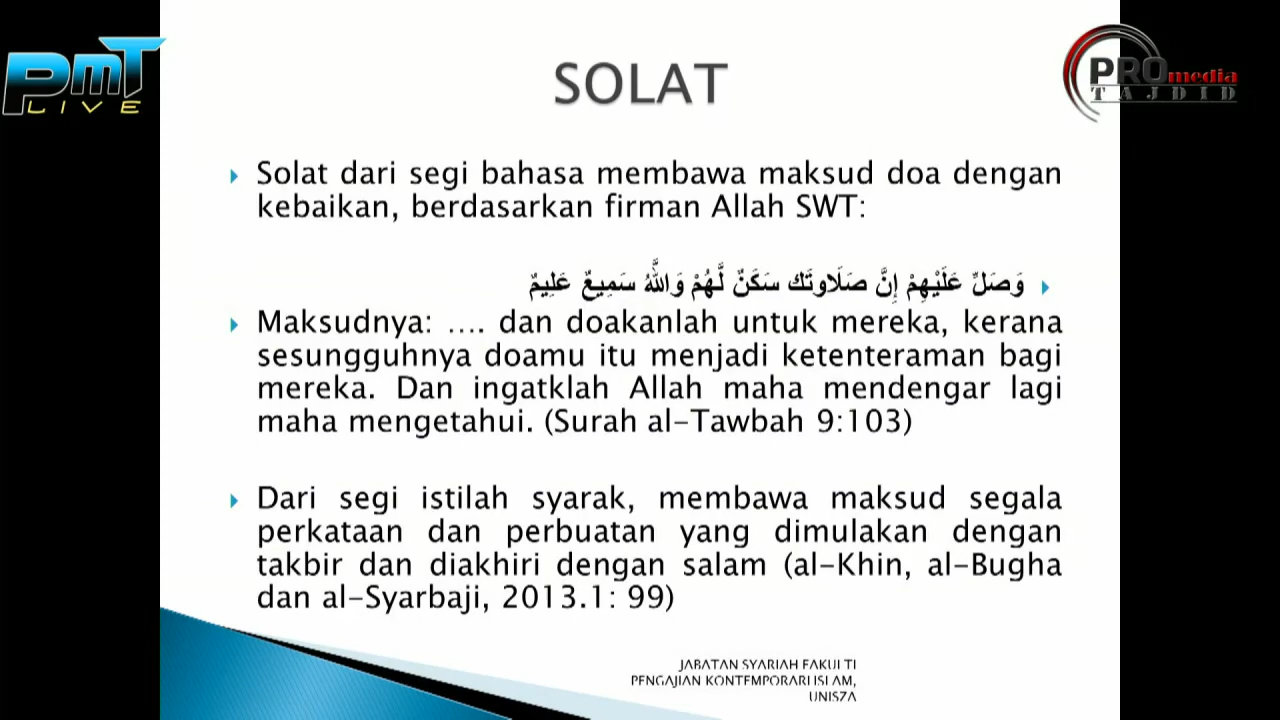 PMT
LIVE
PROmedia
TAJDID
SOLAT
Solat dari segi bahasa membawa maksud doa dengan
kebaikan, berdasarkan firman Allah SWT:
وَصَلِّ عَلَيْهِمْ إِنَّ صَلَاوتَكَ سَكَنٌ لَّهُمْ وَاللَّهُ سَمِيعٌ عَلِيمٌ
Maksudnya: .... dan doakanlah untuk mereka, kerana
sesungguhnya doamu itu menjadi ketenteraman bagi
mereka. Dan ingatklah Allah maha mendengar lagi
maha mengetahui. (Surah al-Tawbah 9:103)
Dari segi istilah syarak, membawa maksud segala
perkataan dan perbuatan yang dimulakan dengan
takbir dan diakhiri dengan salam (al-Khin, al-Bugha
dan al-Syarbaji, 2013.1: 99)
JABATAN SYARIAH FAKULTI
PENGAJIAN KONTEMPORARI ISLAM,
UNISZA